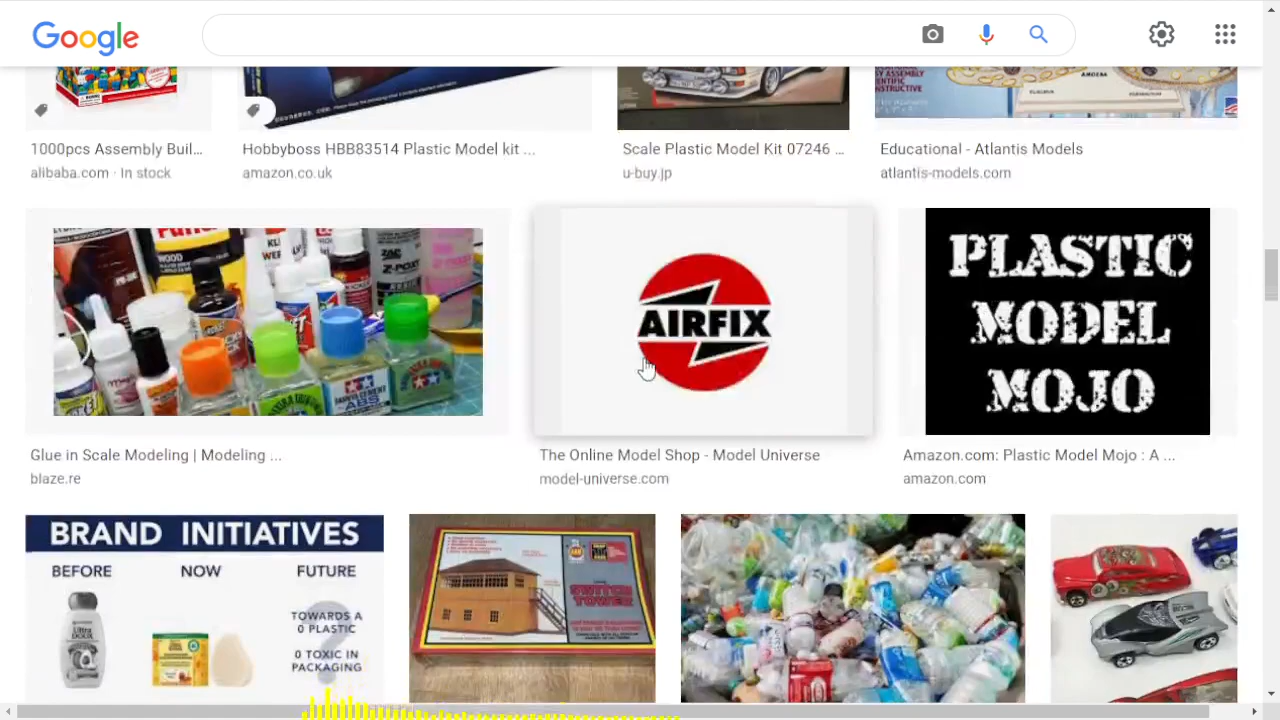 Google
1000pcs Assembly Buil...
alibaba.com · In stock
Hobbyboss HBB83514 Plastic Model kit ...
amazon.co.uk
Scale Plastic Model Kit 07246 ...
u-buy.jp
Educational - Atlantis Models
atlantis-models.com
AMOEBA
AIRFIX
PLASTIC
MODEL
MOJO
Glue in Scale Modeling | Modeling ...
blaze.re
The Online Model Shop - Model Universe
model-universe.com
Amazon.com: Plastic Model Mojo : A ...
amazon.com
BRAND INITIATIVES
BEFORE
NOW
FUTURE
TOWARDS A
0 PLASTIC
0 TOXIC IN
PACKAGING
SWITCH
TOWER